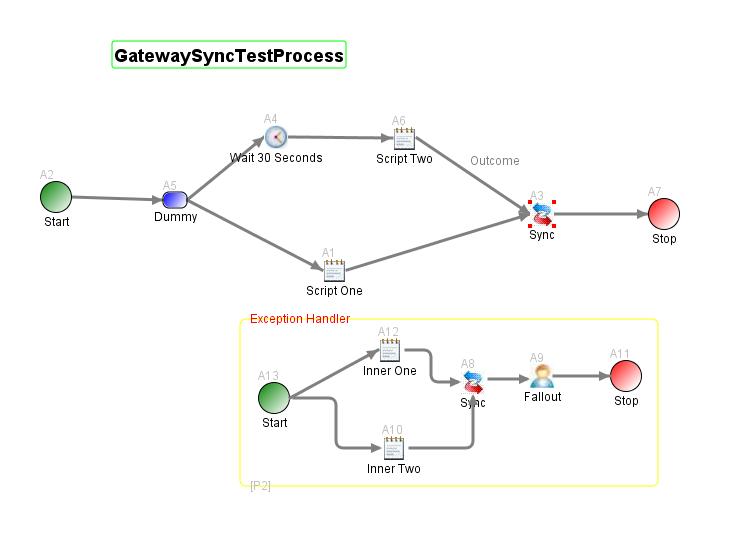 GatewaySyncTestProcess
A4
Wait 30 Seconds
A6
Script Two
Outcome
A2
Start
A5
Dummy
A3
Sync
A7
Stop
A1
Script One
Exception Handler
A12
Inner One
A13
Start
A8
Sync
A9
Fallout
A11
Stop
A10
Inner Two
[P2]